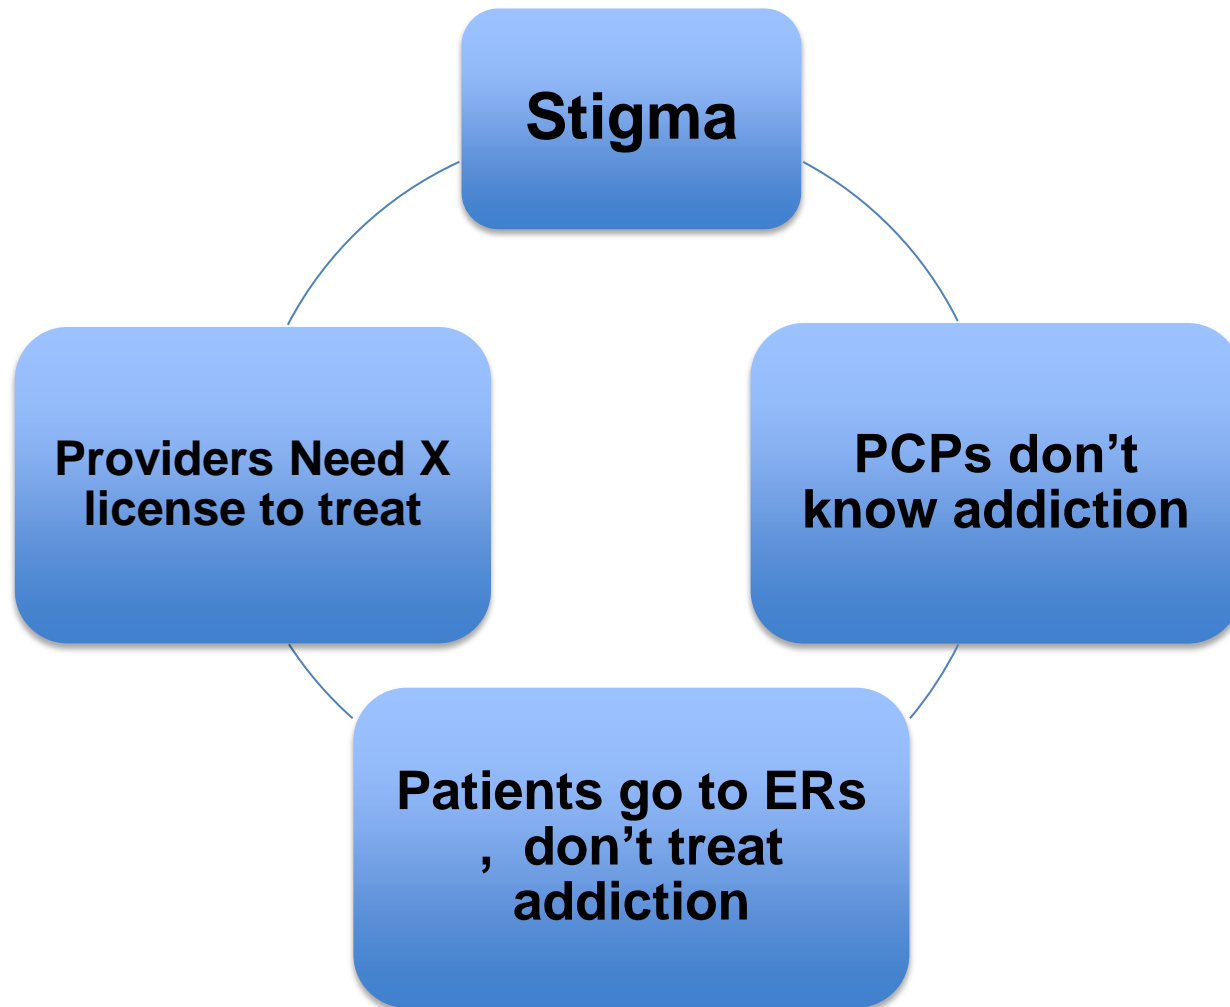 Stigma
Providers Need X
license to treat
PCPs don’t
know addiction
Patients go to ERs
,  don’t treat
addiction